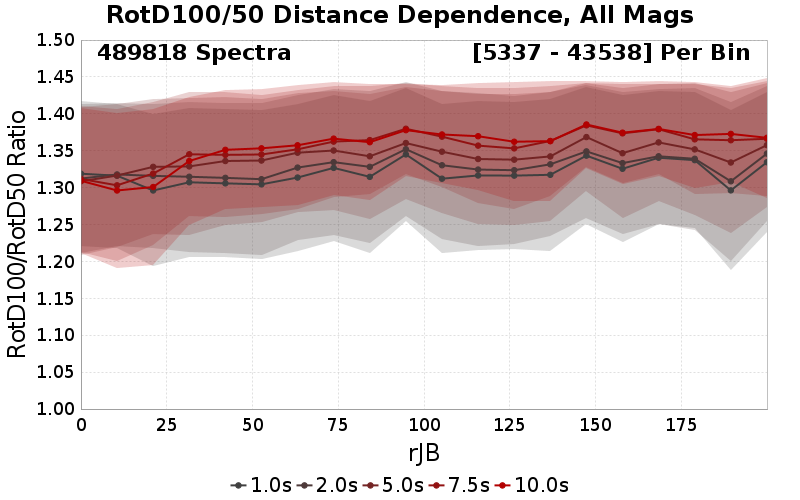 RotD100/50 Distance Dependence, All Mags
489818 Spectra
[5337 - 43538] Per Bin
RotD100/RotD50 Ratio
1.50
1.45
1.40
1.35
1.30
1.25
1.20
1.15
1.10
1.05
1.00
0 25 50 75 100 125 150 175
rJB
1.0s 2.0s 5.0s 7.5s 10.0s